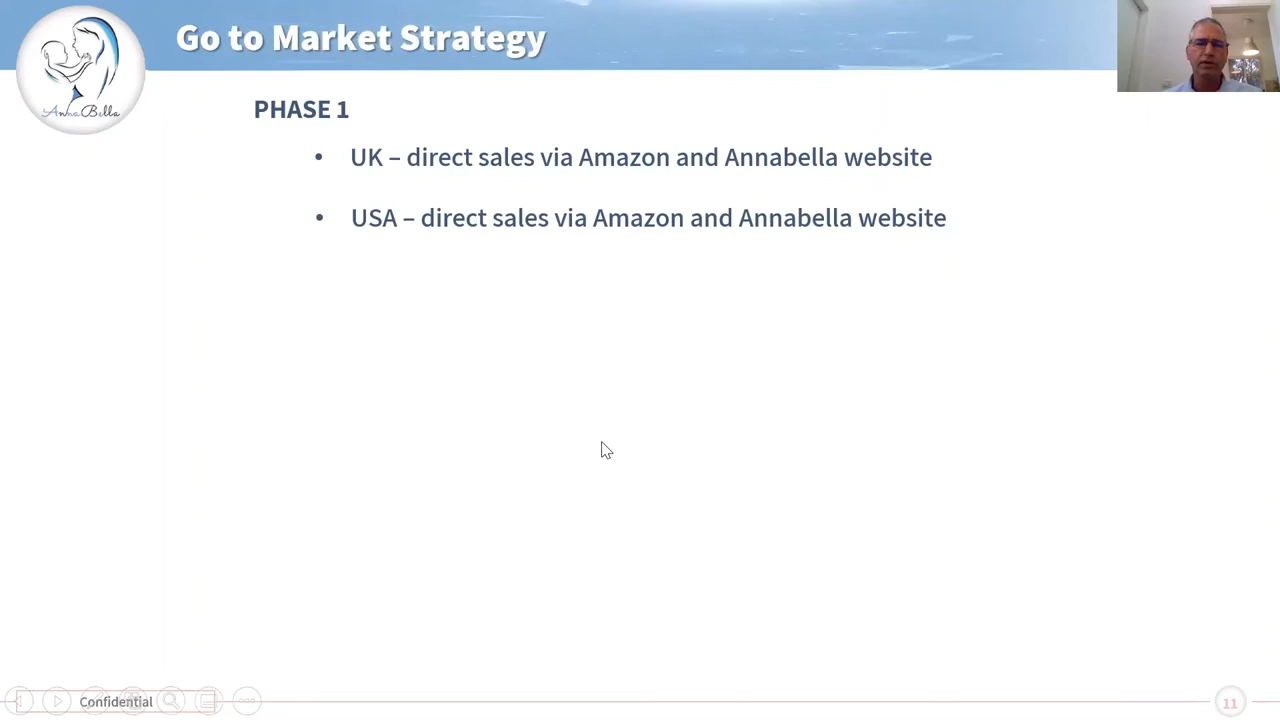 Go to Market Strategy
AnnaBella
PHASE 1
• UK – direct sales via Amazon and Annabella website
• USA – direct sales via Amazon and Annabella website
Confidential
11